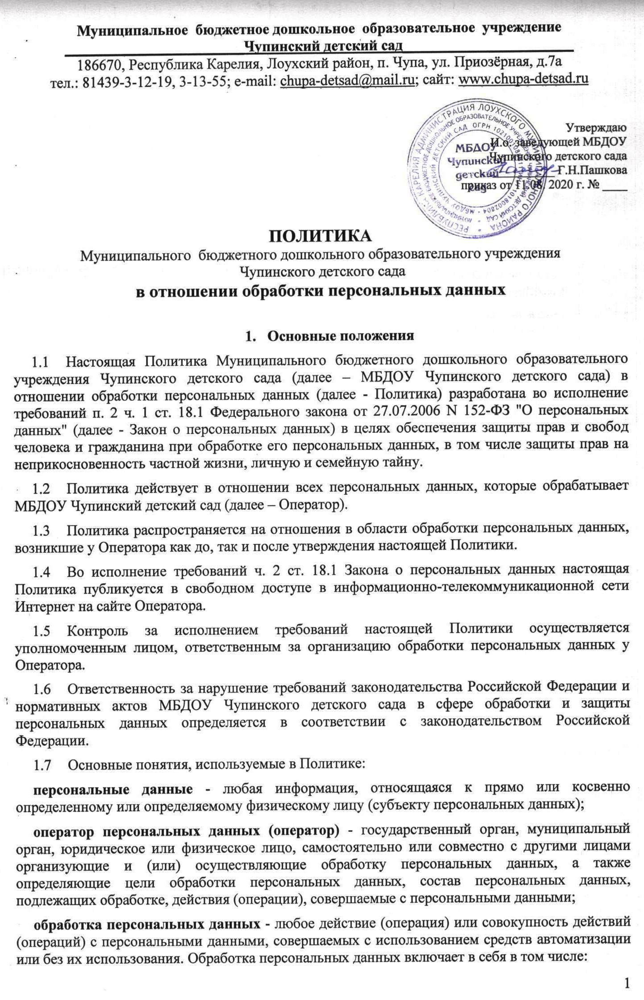 Муниципальное бюджетное дошкольное образовательное учреждение
Чупинский детский сад
186670, Республика Карелия, Лоухский район, п. Чупа, ул. Приозёрная, д.7а
тел.: 81439-3-12-19, 3-13-55; e-mail: chupa-detsad@mail.ru; сайт: www.chupa-detsad.ru
Утверждаю
И.о. заведующей МБДОУ
Чупинского детского сада
Г.Н.Пашкова
приказ от 11.08. 2020 г. № ____
РЕСПУБЛИКА КАРЕЛИЯ АДМИНИСТРАЦИЯ ЛОУХСКОГО МУНИЦИПАЛЬНОГО РАЙОНА *
МУНИЦИПАЛЬНОЕ БЮДЖЕТНОЕ ДОШКОЛЬНОЕ ОБРАЗОВАТЕЛЬНОЕ УЧРЕЖДЕНИЕ ЧУПИНСКИЙ ДЕТСКИЙ САД *
МБДОУ ЧУПИНСКИЙ ДЕТСКИЙ САД ОГРН
МБДОУ
Чупинский
детский
сад
ПОЛИТИКА
Муниципального бюджетного дошкольного образовательного учреждения
Чупинского детского сада
в отношении обработки персональных данных
1. Основные положения
1.1 Настоящая Политика Муниципального бюджетного дошкольного образовательного
учреждения Чупинского детского сада (далее – МБДОУ Чупинского детского сада) в
отношении обработки персональных данных (далее - Политика) разработана во исполнение
требований п. 2 ч. 1 ст. 18.1 Федерального закона от 27.07.2006 N 152-ФЗ "О персональных
данных" (далее - Закон о персональных данных) в целях обеспечения защиты прав и свобод
человека и гражданина при обработке его персональных данных, в том числе защиты прав на
неприкосновенность частной жизни, личную и семейную тайну.
1.2 Политика действует в отношении всех персональных данных, которые обрабатывает
МБДОУ Чупинский детский сад (далее – Оператор).
1.3 Политика распространяется на отношения в области обработки персональных данных,
возникшие у Оператора как до, так и после утверждения настоящей Политики.
1.4 Во исполнение требований ч. 2 ст. 18.1 Закона о персональных данных настоящая
Политика публикуется в свободном доступе в информационно-телекоммуникационной сети
Интернет на сайте Оператора.
1.5 Контроль за исполнением требований настоящей Политики осуществляется
уполномоченным лицом, ответственным за организацию обработки персональных данных у
Оператора.
1.6 Ответственность за нарушение требований законодательства Российской Федерации и
нормативных актов МБДОУ Чупинского детского сада в сфере обработки и защиты
персональных данных определяется в соответствии с законодательством Российской
Федерации.
1.7 Основные понятия, используемые в Политике:
персональные данные - любая информация, относящаяся к прямо или косвенно
определенному или определяемому физическому лицу (субъекту персональных данных);
оператор персональных данных (оператор) - государственный орган, муниципальный
орган, юридическое или физическое лицо, самостоятельно или совместно с другими лицами
организующие и (или) осуществляющие обработку персональных данных, а также
определяющие цели обработки персональных данных, состав персональных данных,
подлежащих обработке, действия (операции), совершаемые с персональными данными;
обработка персональных данных - любое действие (операция) или совокупность действий
(операций) с персональными данными, совершаемых с использованием средств автоматизации
или без их использования. Обработка персональных данных включает в себя в том числе:
1